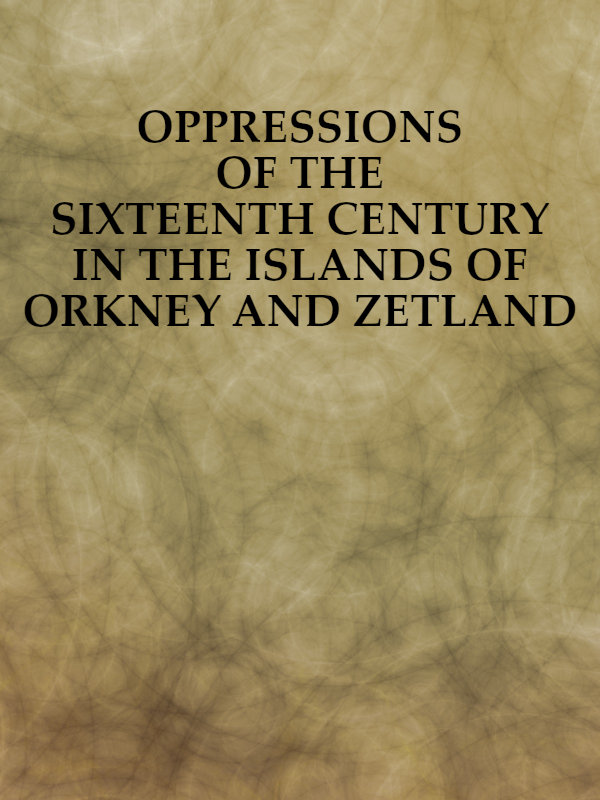 OPPRESSIONS
OF THE
SIXTEENTH CENTURY
IN THE ISLANDS OF
ORKNEY AND ZETLAND